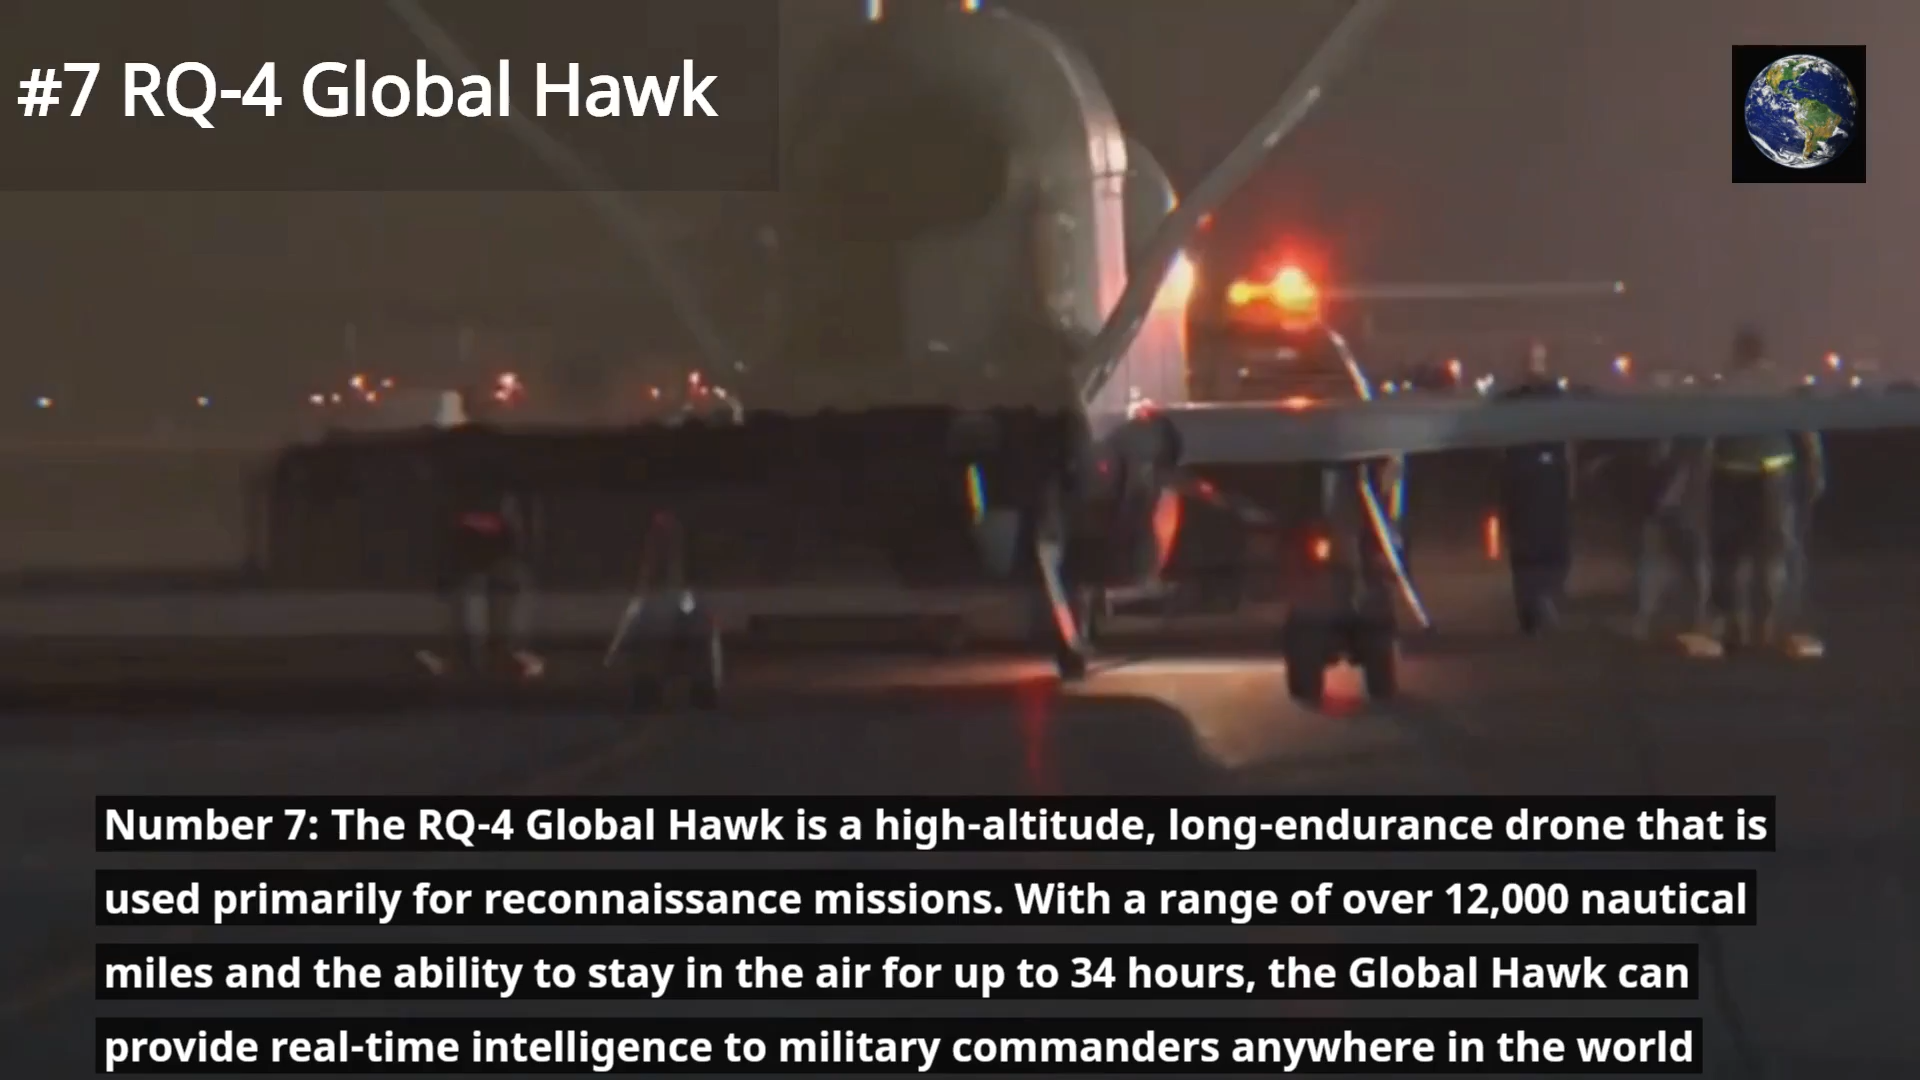 #7 RQ-4 Global Hawk
Number 7: The RQ-4 Global Hawk is a high-altitude, long-endurance drone that is
used primarily for reconnaissance missions. With a range of over 12,000 nautical
miles and the ability to stay in the air for up to 34 hours, the Global Hawk can
provide real-time intelligence to military commanders anywhere in the world